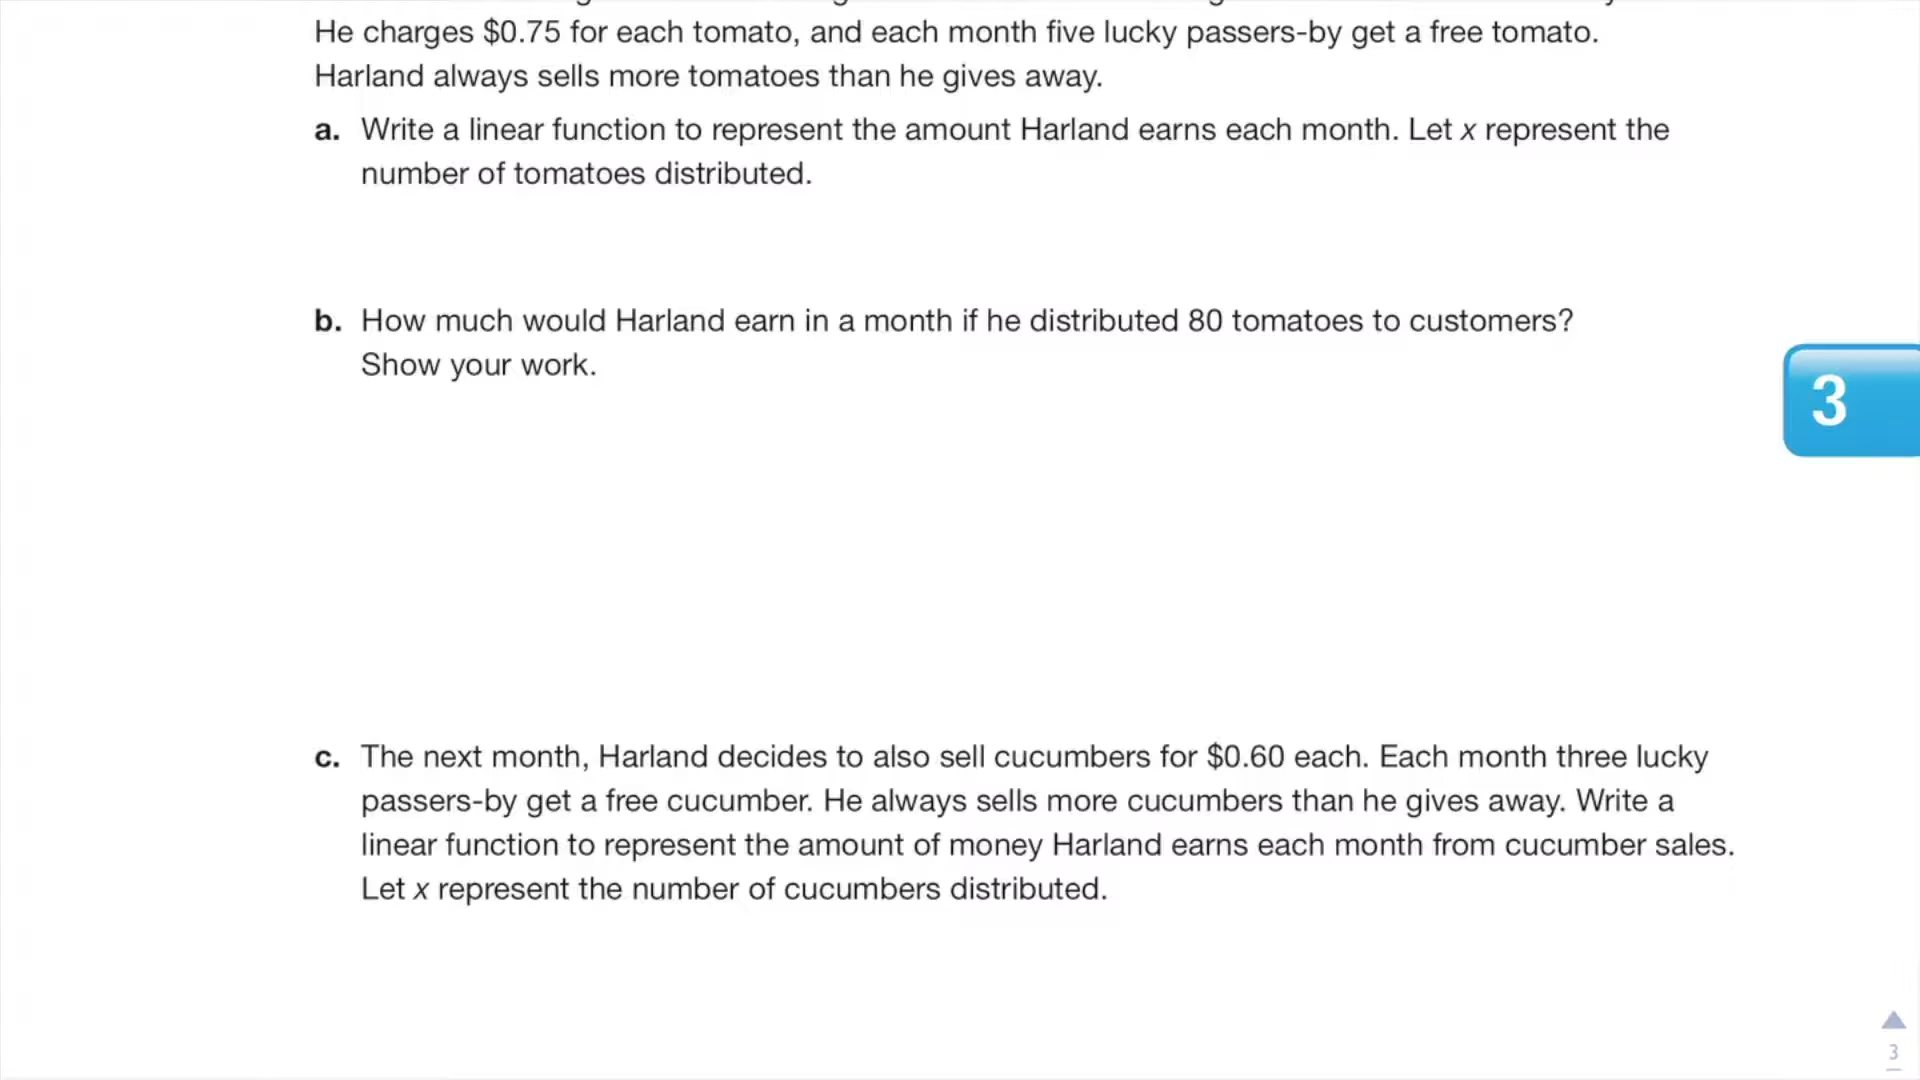 He charges $0.75 for each tomato, and each month five lucky passers-by get a free tomato.
Harland always sells more tomatoes than he gives away.
a. Write a linear function to represent the amount Harland earns each month. Let x represent the
number of tomatoes distributed.
b. How much would Harland earn in a month if he distributed 80 tomatoes to customers?
Show your work.
3
c. The next month, Harland decides to also sell cucumbers for $0.60 each. Each month three lucky
passers-by get a free cucumber. He always sells more cucumbers than he gives away. Write a
linear function to represent the amount of money Harland earns each month from cucumber sales.
Let x represent the number of cucumbers distributed.
3